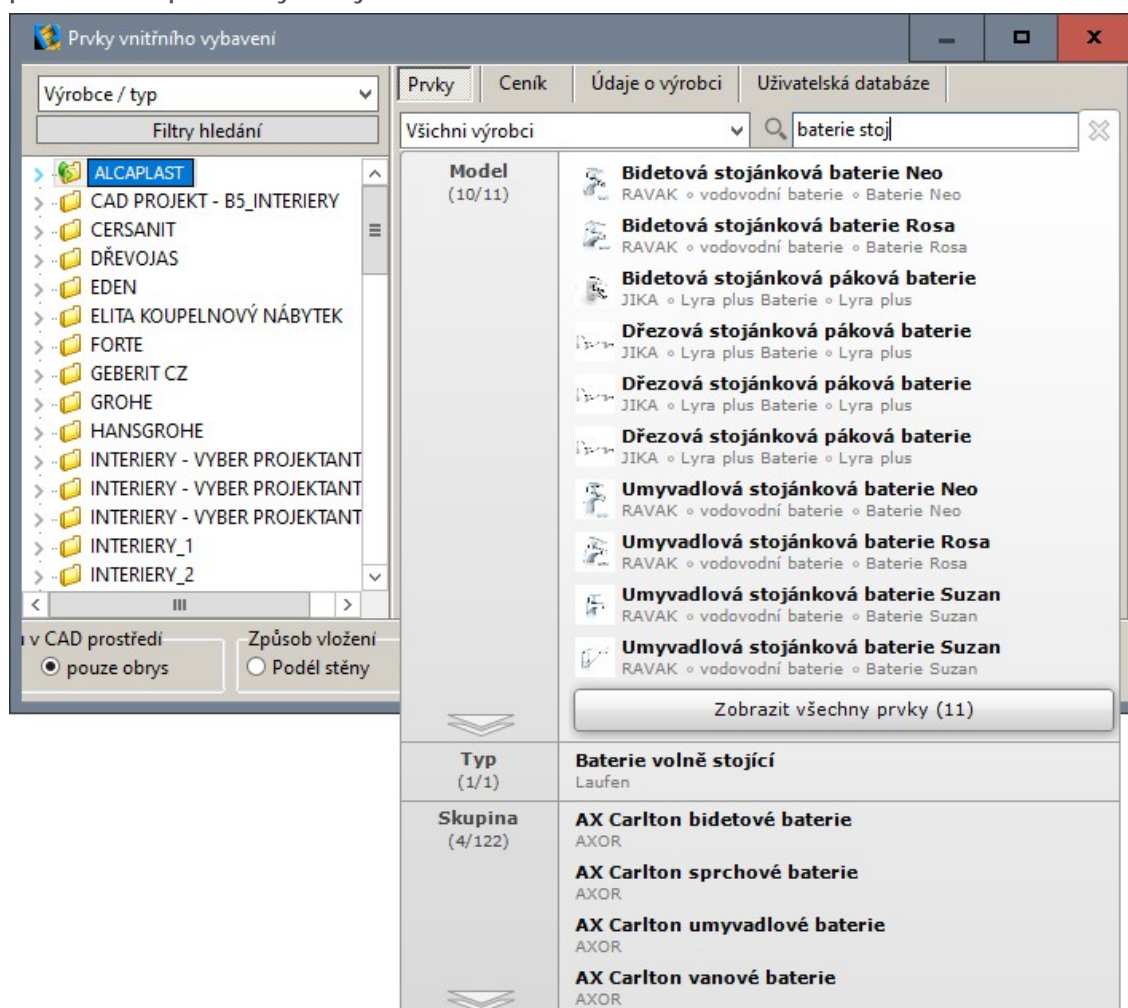 Prvky vnitřního vybavení
Výrobce / typ
Filtry hledání
ALCAPLAST
CAD PROJEKT - B5_INTERIERY
CERSANIT
DŘEVOJAS
EDEN
ELITA KOUPELNOVÝ NÁBYTEK
FORTE
GEBERIT CZ
GROHE
HANSGROHE
INTERIERY - VYBER PROJEKTANT
INTERIERY - VYBER PROJEKTANT
INTERIERY - VYBER PROJEKTANT
INTERIERY_1
INTERIERY_2
v CAD prostředí
pouze obrys
Způsob vložení
Podél stěny
Prvky Ceník Údaje o výrobci Uživatelská databáze
Všichni výrobci baterie stoj
Model
(10/11)
Bidetová stojánková baterie Neo
RAVAK ∘ vodovodní baterie ∘ Baterie Neo
Bidetová stojánková baterie Rosa
RAVAK ∘ vodovodní baterie ∘ Baterie Rosa
Bidetová stojánková páková baterie
JIKA ∘ Lyra plus Baterie ∘ Lyra plus
Dřezová stojánková páková baterie
JIKA ∘ Lyra plus Baterie ∘ Lyra plus
Dřezová stojánková páková baterie
JIKA ∘ Lyra plus Baterie ∘ Lyra plus
Dřezová stojánková páková baterie
JIKA ∘ Lyra plus Baterie ∘ Lyra plus
Umyvadlová stojánková baterie Neo
RAVAK ∘ vodovodní baterie ∘ Baterie Neo
Umyvadlová stojánková baterie Rosa
RAVAK ∘ vodovodní baterie ∘ Baterie Rosa
Umyvadlová stojánková baterie Suzan
RAVAK ∘ vodovodní baterie ∘ Baterie Suzan
Umyvadlová stojánková baterie Suzan
RAVAK ∘ vodovodní baterie ∘ Baterie Suzan
Zobrazit všechny prvky (11)
Typ
(1/1)
Baterie volně stojící
Laufen
Skupina
(4/122)
AX Carlton bidetové baterie
AXOR
AX Carlton sprchové baterie
AXOR
AX Carlton umyvadlové baterie
AXOR
AX Carlton vanové baterie
AXOR